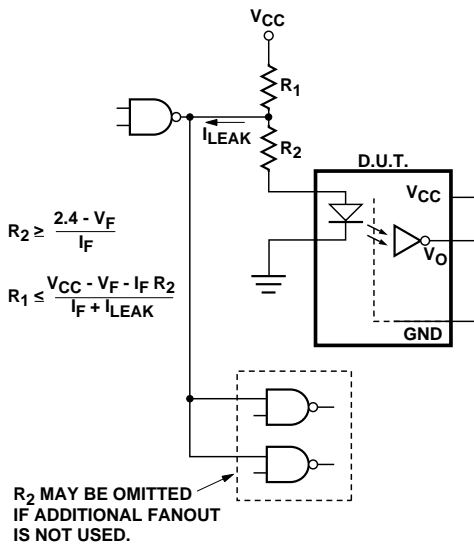 VCC
R1
ILEAK
R2
D.U.T.
VCC
R2 ≥ (2.4 - VF) / IF
VO
R1 ≤ (VCC - VF - IF R2) / (IF + ILEAK)
GND
R2 MAY BE OMITTED
IF ADDITIONAL FANOUT
IS NOT USED.